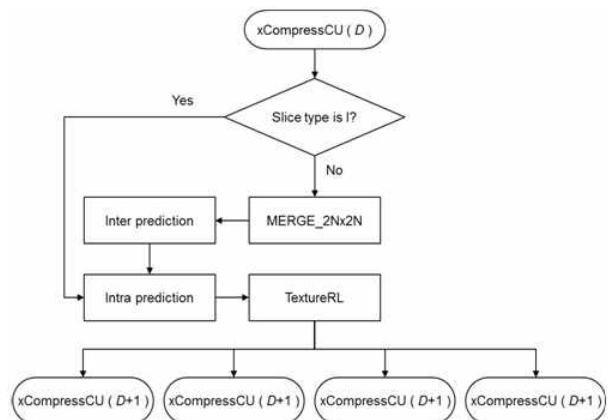 xCompressCU ( D )
Yes
Slice type is I?
No
Inter prediction
MERGE_2Nx2N
Intra prediction
TextureRL
xCompressCU ( D+1 )
xCompressCU ( D+1 )
xCompressCU ( D+1 )
xCompressCU ( D+1 )